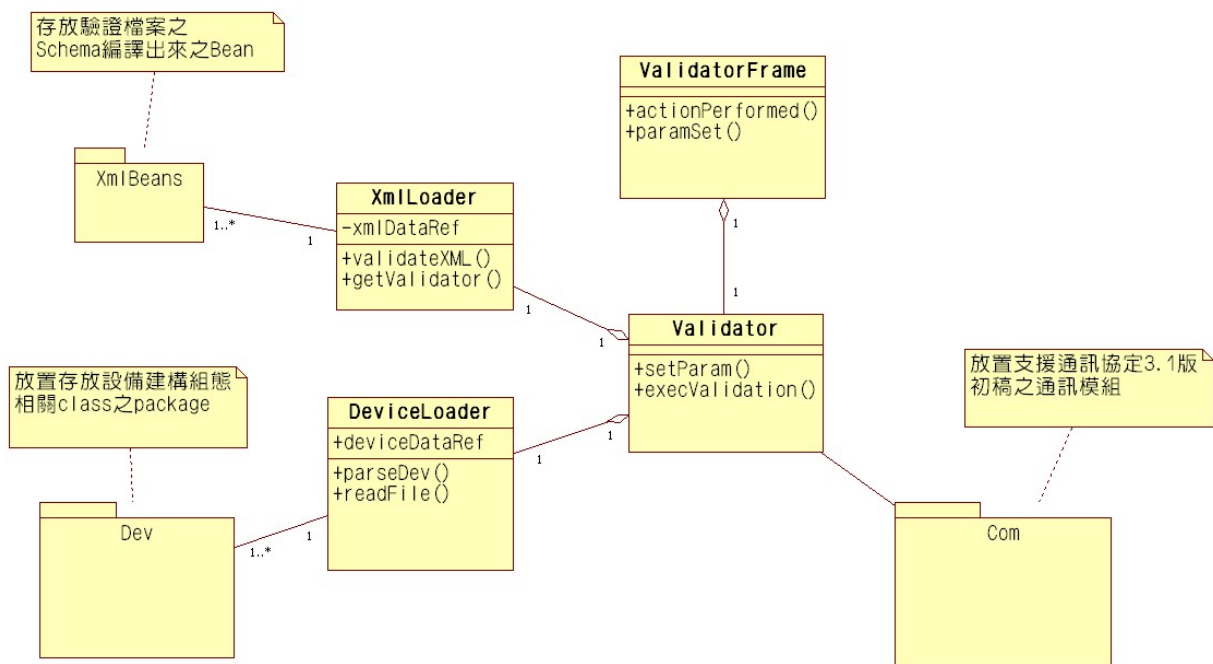 存放驗證檔案之
Schema編譯出來之Bean
XmlBeans
1..*
1
XmlLoader
-xmlDataRef
+validateXML()
+getValidator()
1
1
ValidatorFrame
+actionPerformed()
+paramSet()
1
1
Validator
+setParam()
+execValidation()
放置存放設備建構組態
相關class之package
Dev
1..*
1
DeviceLoader
+deviceDataRef
+parseDev()
+readFile()
1
1
放置支援通訊協定3.1版
初稿之通訊模組
Com